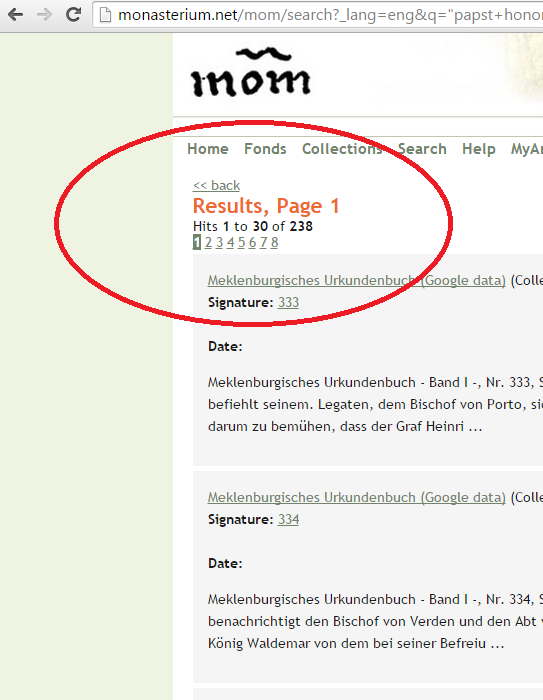 monasterium.net/mom/search?_lang=eng&q="papst+honor
mom
Home Fonds Collections Search Help
<< back
Results, Page 1
Hits 1 to 30 of 238
1 2 3 4 5 6 7 8
Meklenburgisches Urkundenbuch (Google data)
Signature: 333
Date:
Meklenburgisches Urkundenbuch - Band I -, Nr. 333,
befiehlt seinem. Legaten, dem Bischof von Porto,
darum zu bemühen, dass der Graf Heinri ...
Meklenburgisches Urkundenbuch (Google data)
Signature: 334
Date:
Meklenburgisches Urkundenbuch - Band I -, Nr. 334,
benachrichtigt den Bischof von Verden und den Abt
König Waldemar von dem bei seiner Befreiu ...